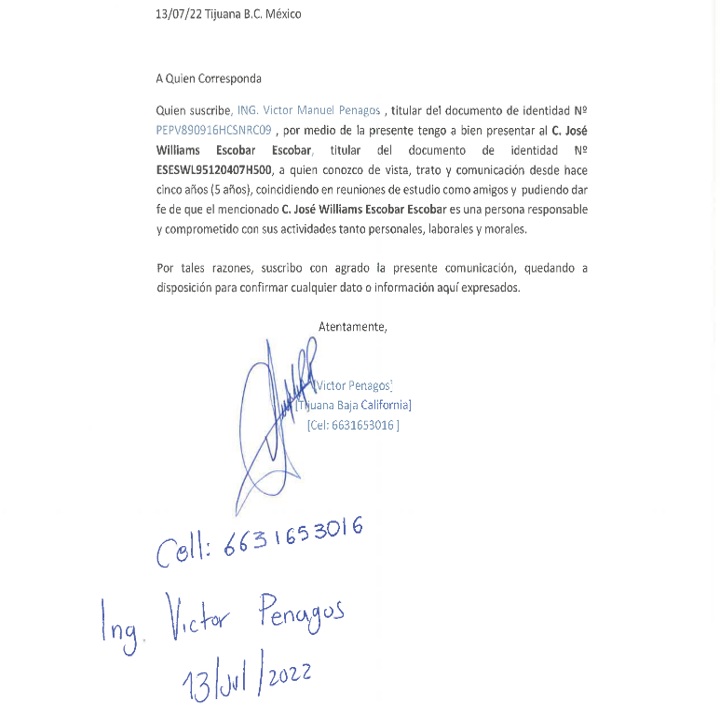 13/07/22 Tijuana B.C. México
A Quien Corresponda
Quien suscribe, ING. Victor Manuel Penagos , titular del documento de identidad Nº
PEPV890916HCSNRC09 , por medio de la presente tengo a bien presentar al C. José
Williams Escobar Escobar, titular del documento de identidad Nº
ESESWL95120407H500, a quien conozco de vista, trato y comunicación desde hace
cinco años (5 años), coincidiendo en reuniones de estudio como amigos y pudiendo dar
fe de que el mencionado C. José Williams Escobar Escobar es una persona responsable
y comprometido con sus actividades tanto personales, laborales y morales.
Por tales razones, suscribo con agrado la presente comunicación, quedando a
disposición para confirmar cualquier dato o información aquí expresados.
Atentamente,
[Victor Penagos]
[Tijuana Baja California]
[Cel: 6631653016 ]
Cell: 6631653016
Ing. Victor Penagos
13/Jul/2022